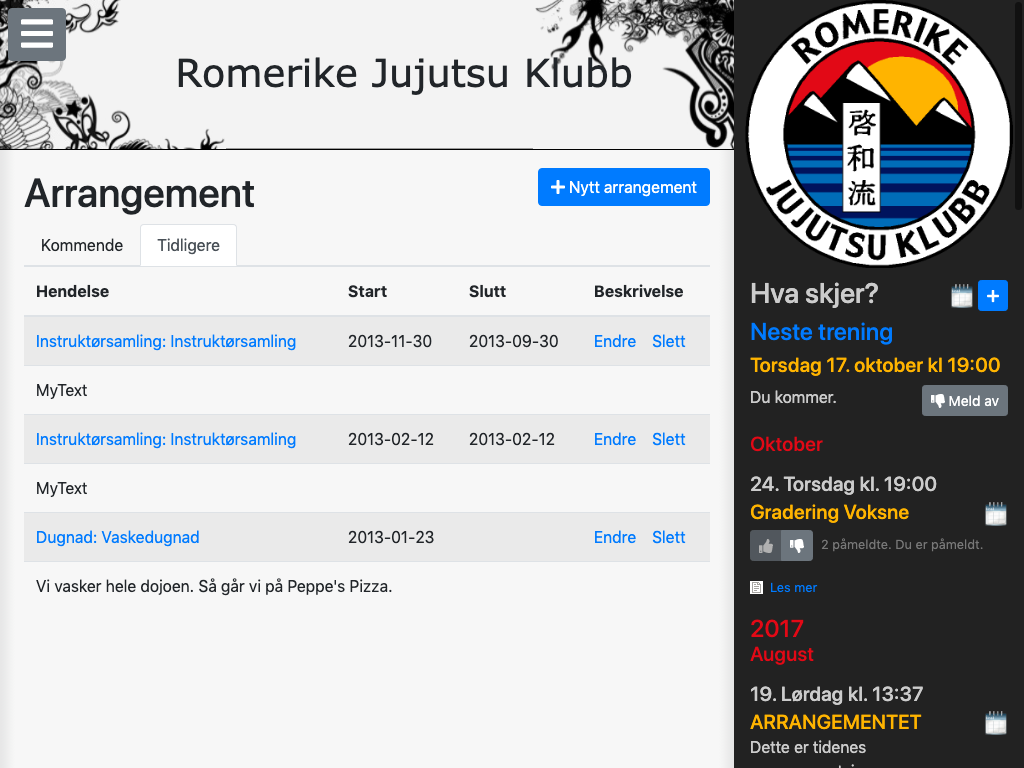 Romerike Jujutsu Klubb
Arrangement
Nytt arrangement
Kommende
Tidligere
Hendelse Start Slutt Beskrivelse
Instruktørsamling: Instruktørsamling 2013-11-30 2013-09-30 Endre Slett
MyText
Instruktørsamling: Instruktørsamling 2013-02-12 2013-02-12 Endre Slett
MyText
Dugnad: Vaskedugnad 2013-01-23 Endre Slett
Vi vasker hele dojoen. Så går vi på Peppe's Pizza.
ROMERIKE
啓和流
JUJUTSU KLUBB
Hva skjer?
Neste trening
Torsdag 17. oktober kl 19:00
Du kommer.
Meld av
Oktober
24. Torsdag kl. 19:00
Gradering Voksne
2 påmeldte. Du er påmeldt.
Les mer
2017
August
19. Lørdag kl. 13:37
ARRANGEMENTET
Dette er tidenes